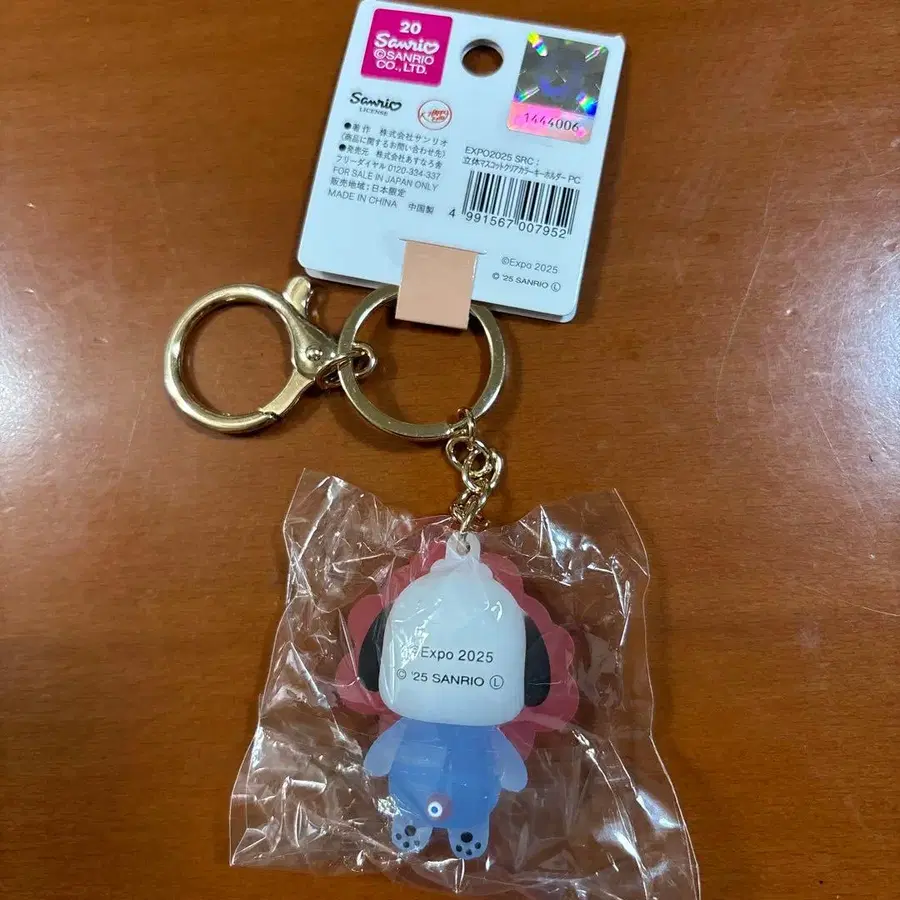 20
Sanrio
©SANRIO
CO., LTD.
1444006
Sanrio
LICENSE
●著作 株式会社サンリオ
(商品に関するお問い合わせ先)
●発売元 株式会社あすなろ舎
フリーダイヤル 0120-334-337
FOR SALE IN JAPAN ONLY
販売地域:日本限定
MADE IN CHINA 中国製
EXPO2025 SRC:
立体マスコットクリアカラーキーホルダー PC
4 991567 007952
©Expo 2025
© '25 SANRIO Ⓛ
©Expo 2025
© '25 SANRIO Ⓛ